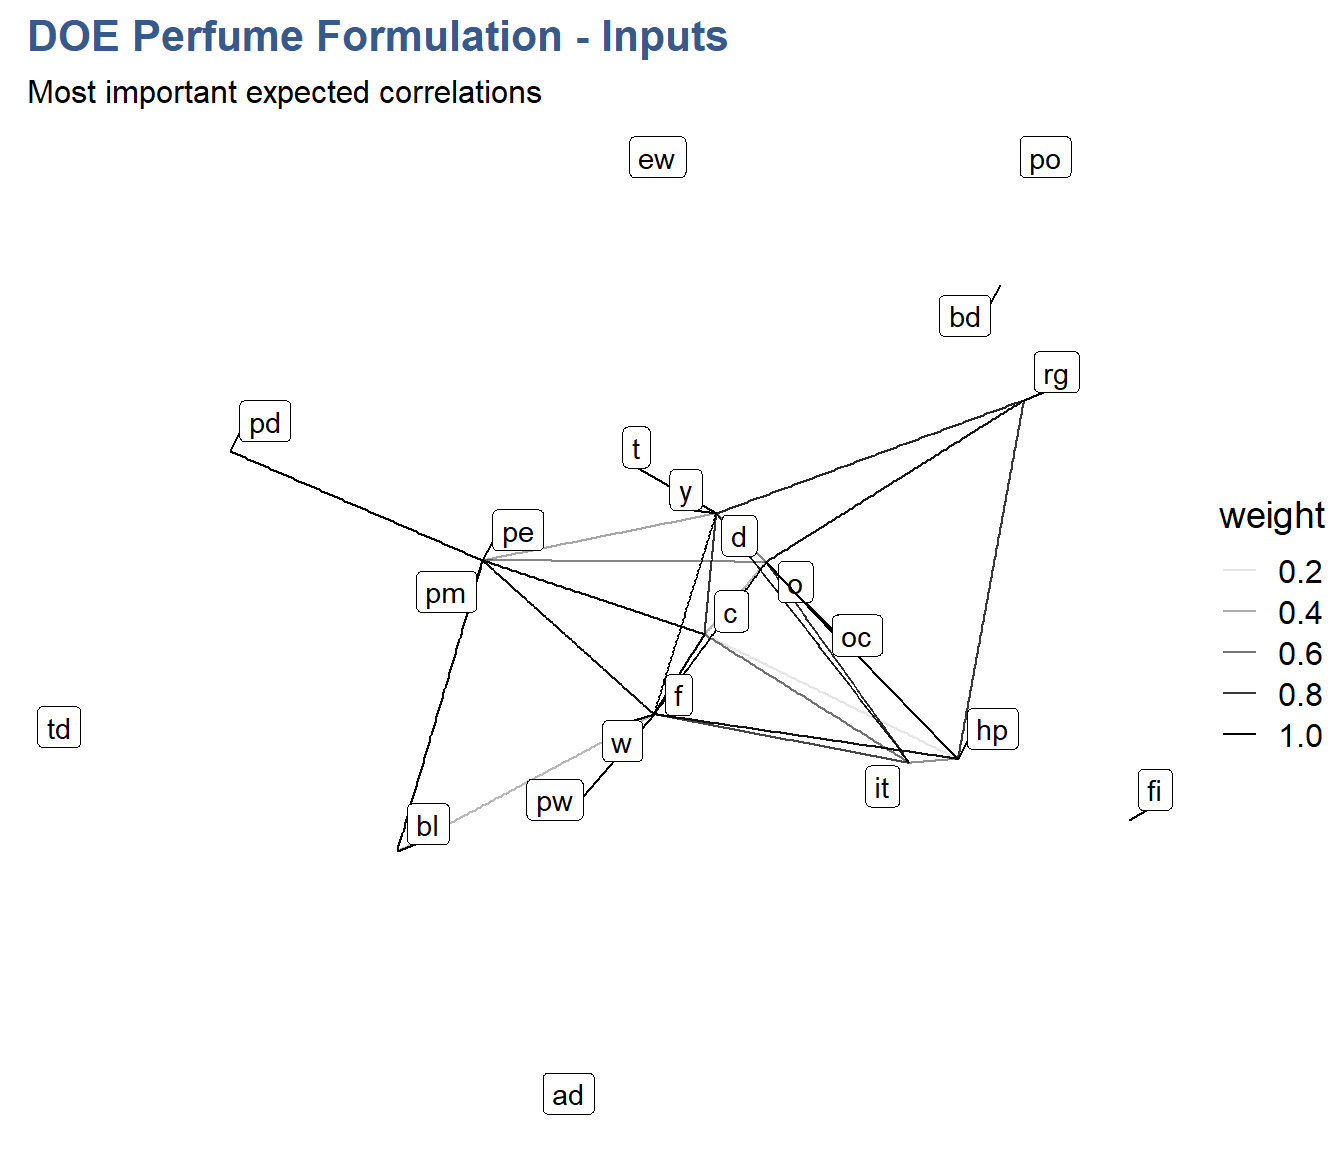 DOE Perfume Formulation - Inputs
Most important expected correlations
ew
po
bd
rg
pd
t
y
pe
d
pm
o
c
oc
f
td
w
hp
it
pw
fi
bl
ad
weight
0.2
0.4
0.6
0.8
1.0